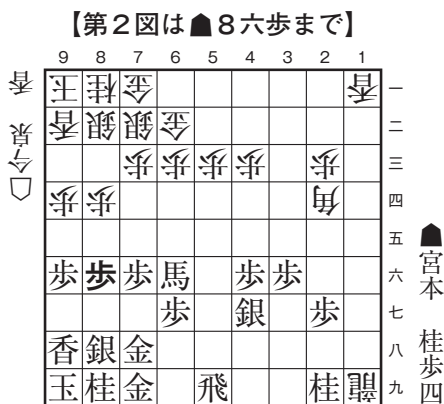 【第2図は☗8六歩まで】
9 8 7 6 5 4 3 2 1
王 桂 金 香 一
香 銀 銀 金 二
歩 歩 歩 歩 歩 三
歩 歩 角 四
五
歩 歩 歩 馬 歩 歩 六
歩 銀 歩 七
香 銀 金 八
玉 桂 金 飛 桂 龍 九
☖今泉 香
☗宮本 桂歩四